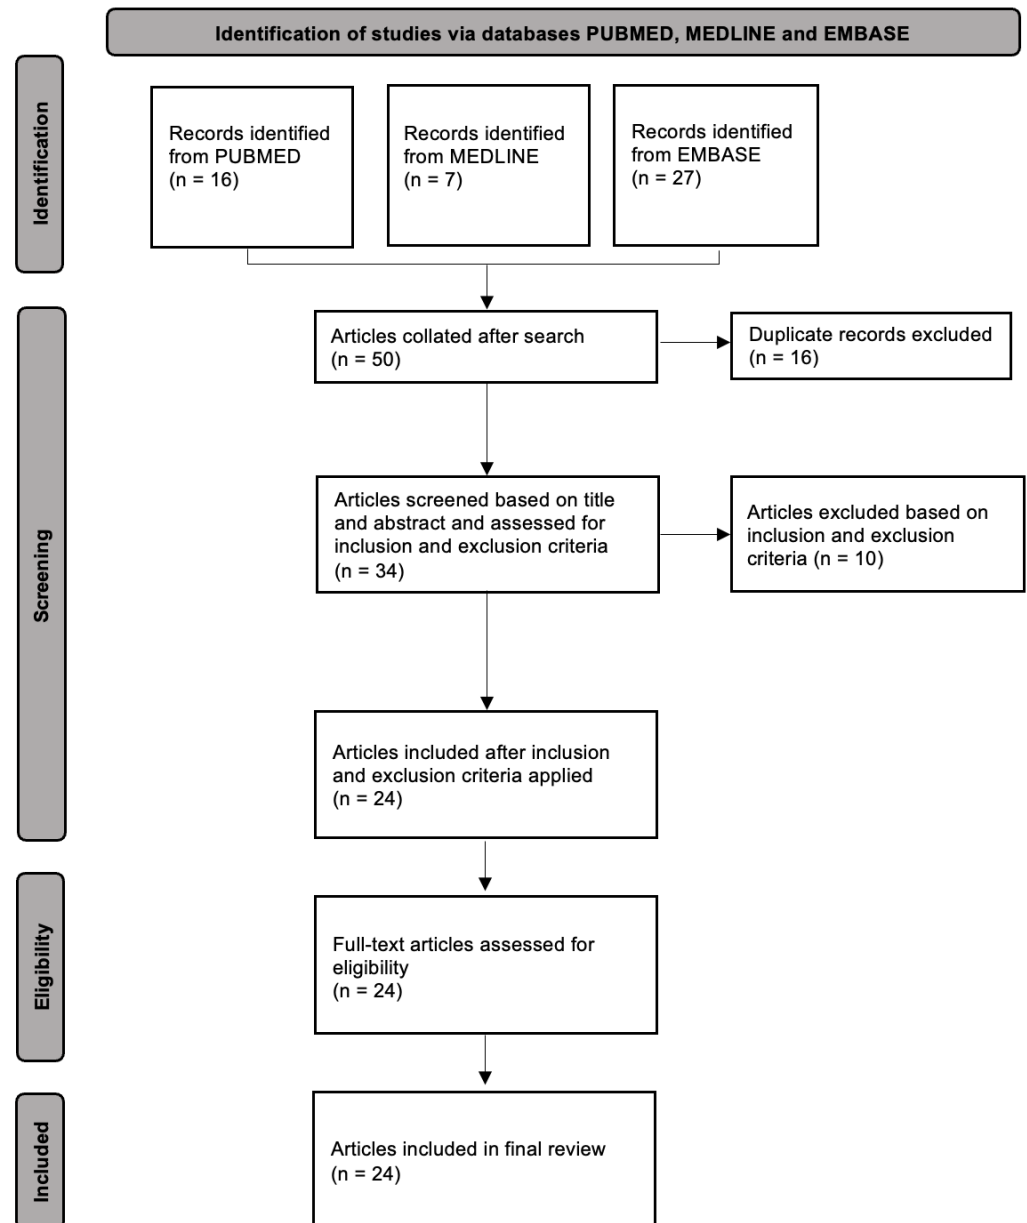 Identification of studies via databases PUBMED, MEDLINE and EMBASE
Identification
Records identified
from PUBMED
(n = 16)
Records identified
from MEDLINE
(n = 7)
Records identified
from EMBASE
(n = 27)
Screening
Articles collated after search
(n = 50)
Duplicate records excluded
(n = 16)
Articles screened based on title
and abstract and assessed for
inclusion and exclusion criteria
(n = 34)
Articles excluded based on
inclusion and exclusion
criteria (n = 10)
Articles included after inclusion
and exclusion criteria applied
(n = 24)
Eligibility
Full-text articles assessed for
eligibility
(n = 24)
Included
Articles included in final review
(n = 24)